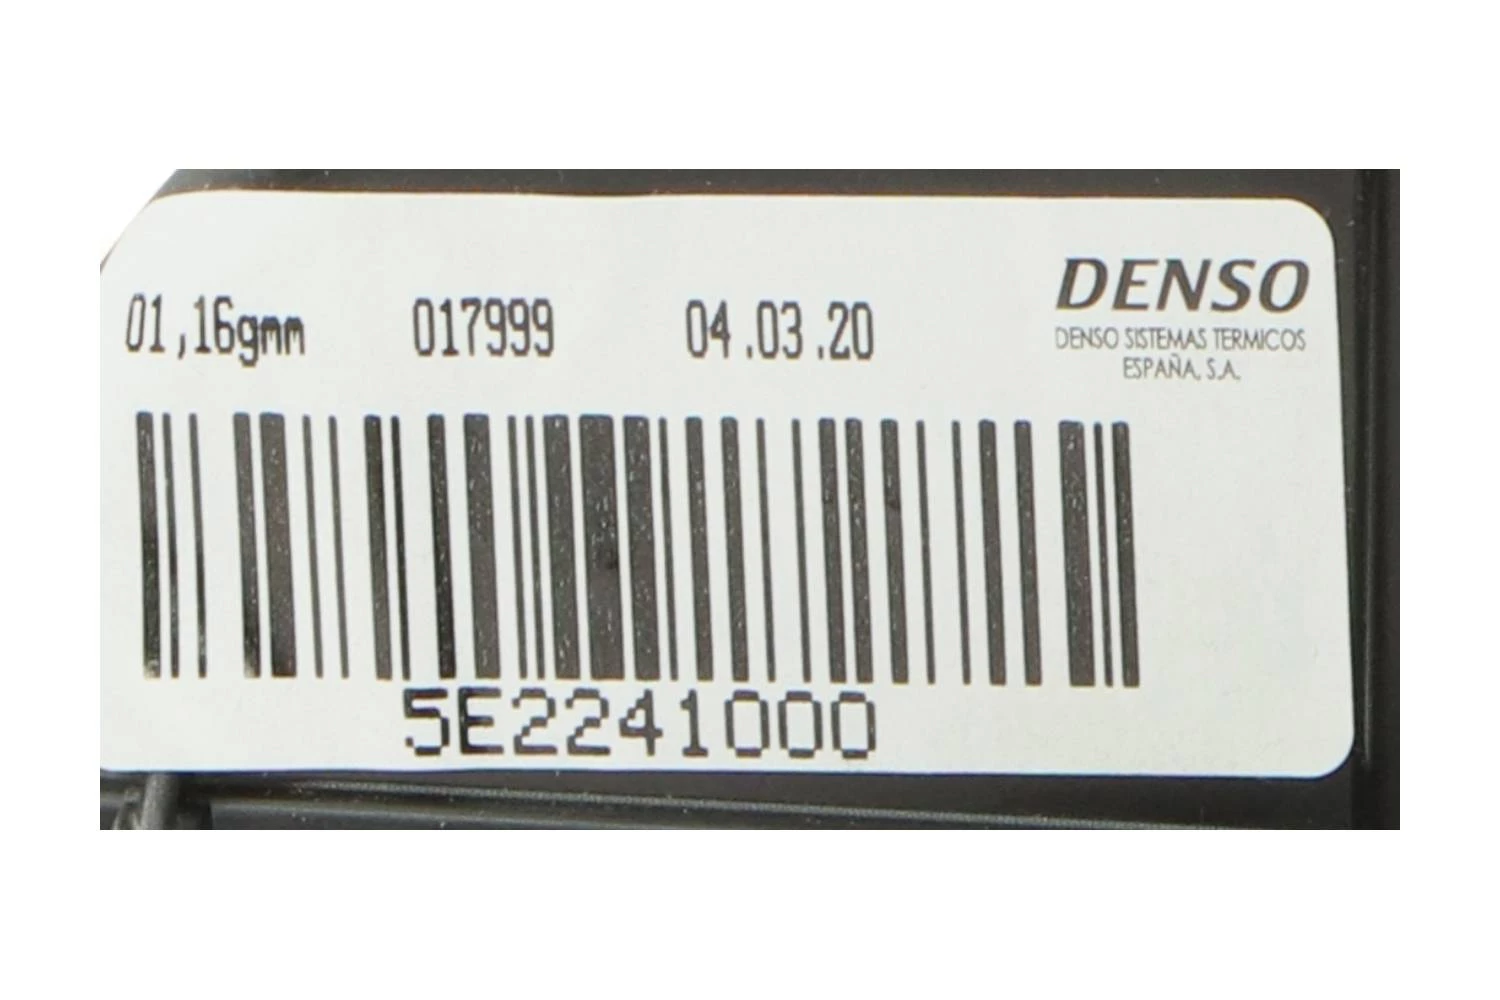 DENSO
DENSO SISTEMAS TERMICOS
ESPAÑA, S.A.
01,16gmm 017999 04.03.20
5E2241000